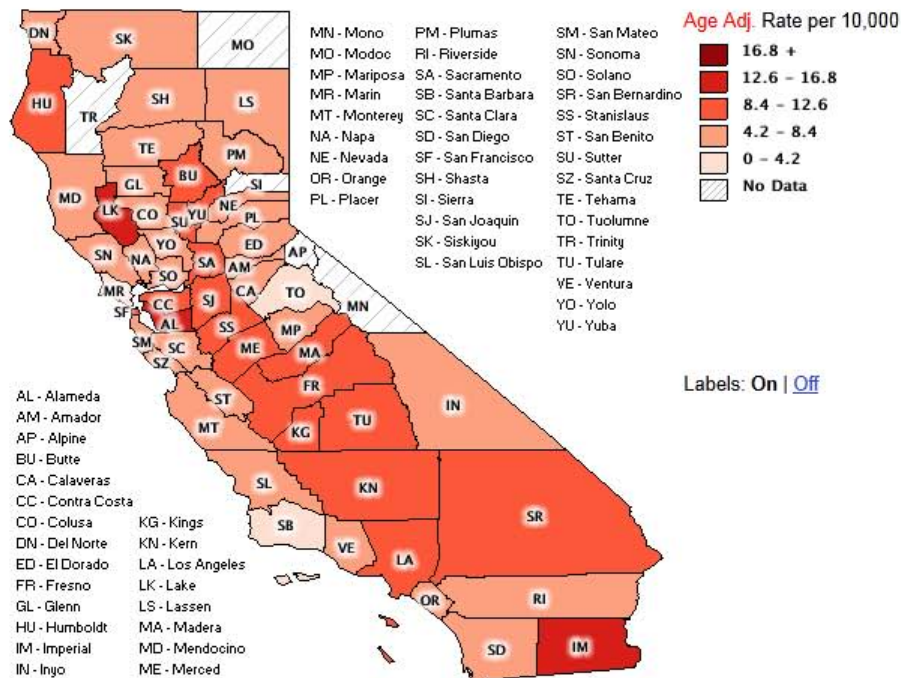 MN - Mono
MO - Modoc
MP - Mariposa
MR - Marin
MT - Monterey
NA - Napa
NE - Nevada
OR - Orange
PL - Placer
PM - Plumas
RI - Riverside
SA - Sacramento
SB - Santa Barbara
SC - Santa Clara
SD - San Diego
SF - San Francisco
SH - Shasta
SI - Sierra
SJ - San Joaquin
SK - Siskiyou
SL - San Luis Obispo
SM - San Mateo
SN - Sonoma
SO - Solano
SR - San Bernardino
SS - Stanislaus
ST - San Benito
SU - Sutter
SZ - Santa Cruz
TE - Tehama
TO - Tuolumne
TR - Trinity
TU - Tulare
VE - Ventura
YO - Yolo
YU - Yuba
Age Adj. Rate per 10,000
16.8 +
12.6 - 16.8
8.4 - 12.6
4.2 - 8.4
0 - 4.2
No Data
Labels: On | Off
DN
SK
MO
HU
TR
SH
LS
TE
PM
BU
SI
MD
GL
LK
CO
SU
YU
NE
PL
SN
NA
YO
SA
ED
AP
AM
MR
SO
CA
TO
MN
SF
CC
AL
SJ
SM
SC
SS
MP
SZ
ME
MA
ST
FR
IN
MT
KG
TU
SL
KN
SR
SB
VE
LA
OR
RI
SD
IM
AL - Alameda
AM - Amador
AP - Alpine
BU - Butte
CA - Calaveras
CC - Contra Costa
CO - Colusa
DN - Del Norte
ED - El Dorado
FR - Fresno
GL - Glenn
HU - Humboldt
IM - Imperial
IN - Inyo
KG - Kings
KN - Kern
LA - Los Angeles
LK - Lake
LS - Lassen
MA - Madera
MD - Mendocino
ME - Merced